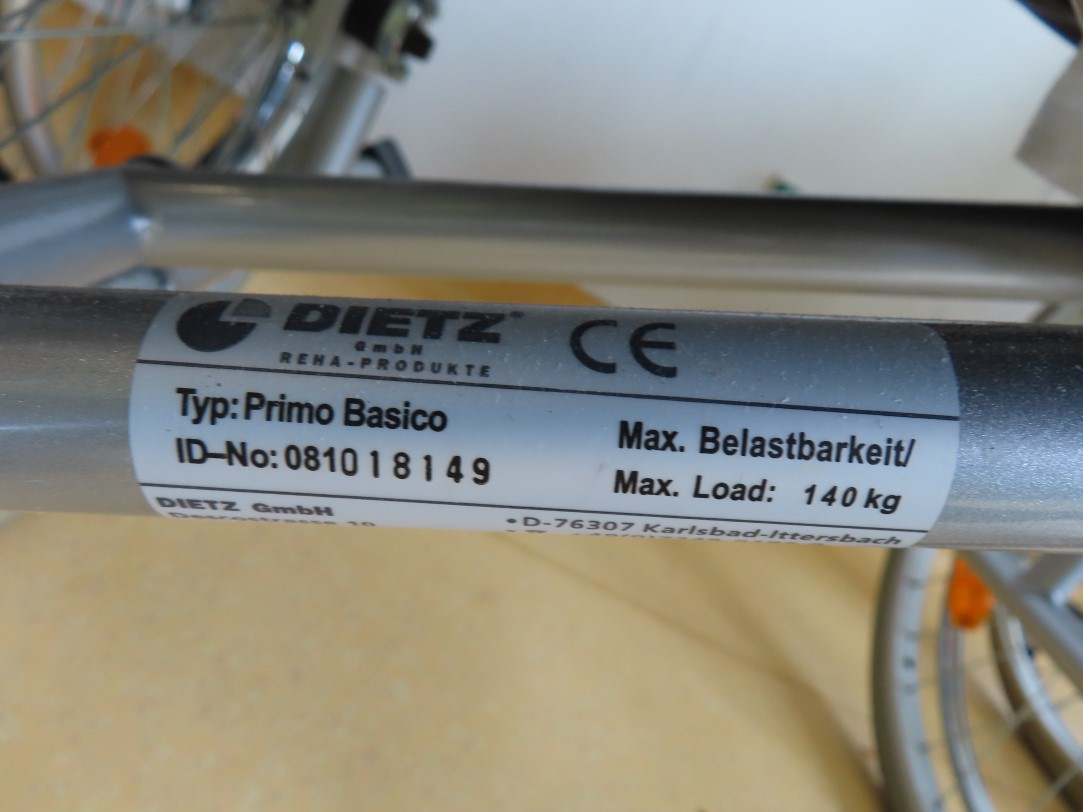 DIETZ
GmbH
REHA-PRODUKTE
CE
Typ: Primo Basico
ID-No: 081018149
Max. Belastbarkeit/
Max. Load: 140 kg
DIETZ GmbH
• D-76307 Karlsbad-Ittersbach